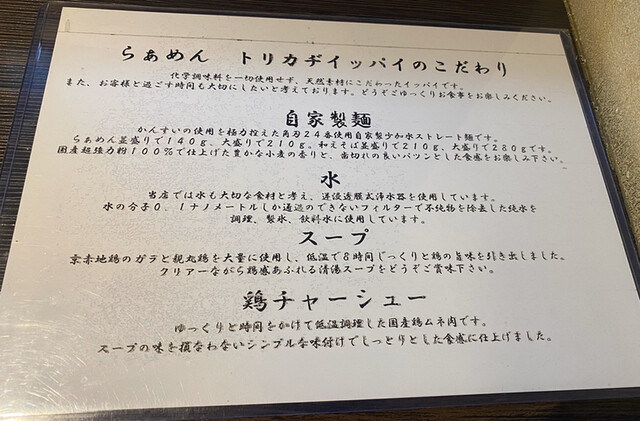 らぁめん　トリカヂイッパイのこだわり
化学調味料を一切使用せず、天然素材にこだわったイッパイです。
また、お客様と過ごす時間も大切にしたいと考えております。どうぞごゆっくりお食事をお楽しみください。
自家製麺
かんすいの使用を極力控えた角刃24番使用自家製少加水ストレート麺です。
らぁめん並盛りで140g、大盛りで210g。和えそば並盛りで210g、大盛りで280gです。
国産超強力粉100%で仕上げた豊かな小麦の香りと、歯切れの良いパツンとした食感をお楽しみ下さい。
水
当店では水も大切な食材と考え、逆浸透膜式浄水器を使用しています。
水の分子0.1ナノメートルしか通過のできないフィルターで不純物を除去した純水を
調理、製氷、飲料水に使用しています。
スープ
京赤地鶏のガラと親丸鶏を大量に使用し、低温で8時間じっくりと鶏の旨味を引き出しました。
クリアーながら鶏感あふれる清湯スープをどうぞご賞味下さい。
鶏チャーシュー
ゆっくりと時間をかけて低温調理した国産鶏ムネ肉です。
スープの味を損なわないシンプルな味付けでしっとりとした食感に仕上げました。